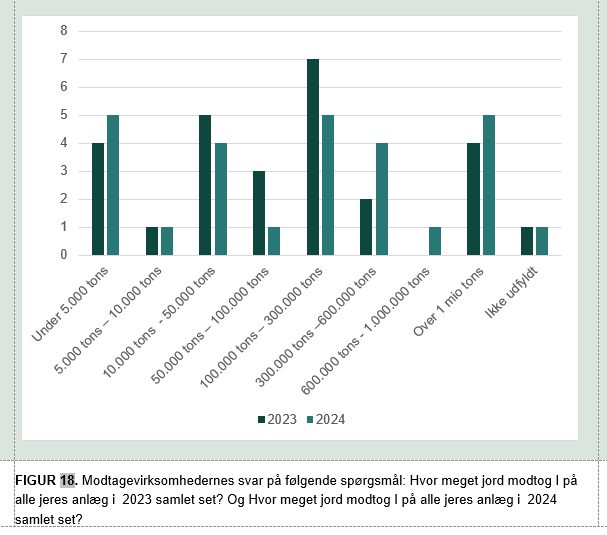 8
7
6
5
4
3
2
1
0
Under 5.000 tons
5.000 tons – 10.000 tons
10.000 tons  - 50.000 tons
50.000 tons – 100.000 tons
100.000 tons – 300.000 tons
300.000 tons –600.000 tons
600.000 tons - 1.000.000 tons
Over 1 mio tons
Ikke udfyldt
2023 2024
FIGUR 18. Modtagevirksomhedernes svar på følgende spørgsmål: Hvor meget jord modtog I på
alle jeres anlæg i  2023 samlet set? Og Hvor meget jord modtog I på alle jeres anlæg i  2024
samlet set?